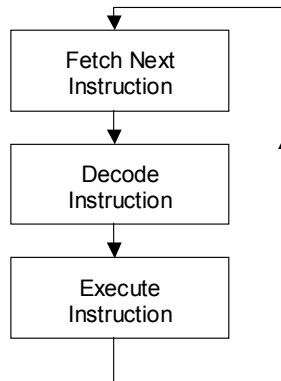 Fetch Next
Instruction
Decode
Instruction
Execute
Instruction